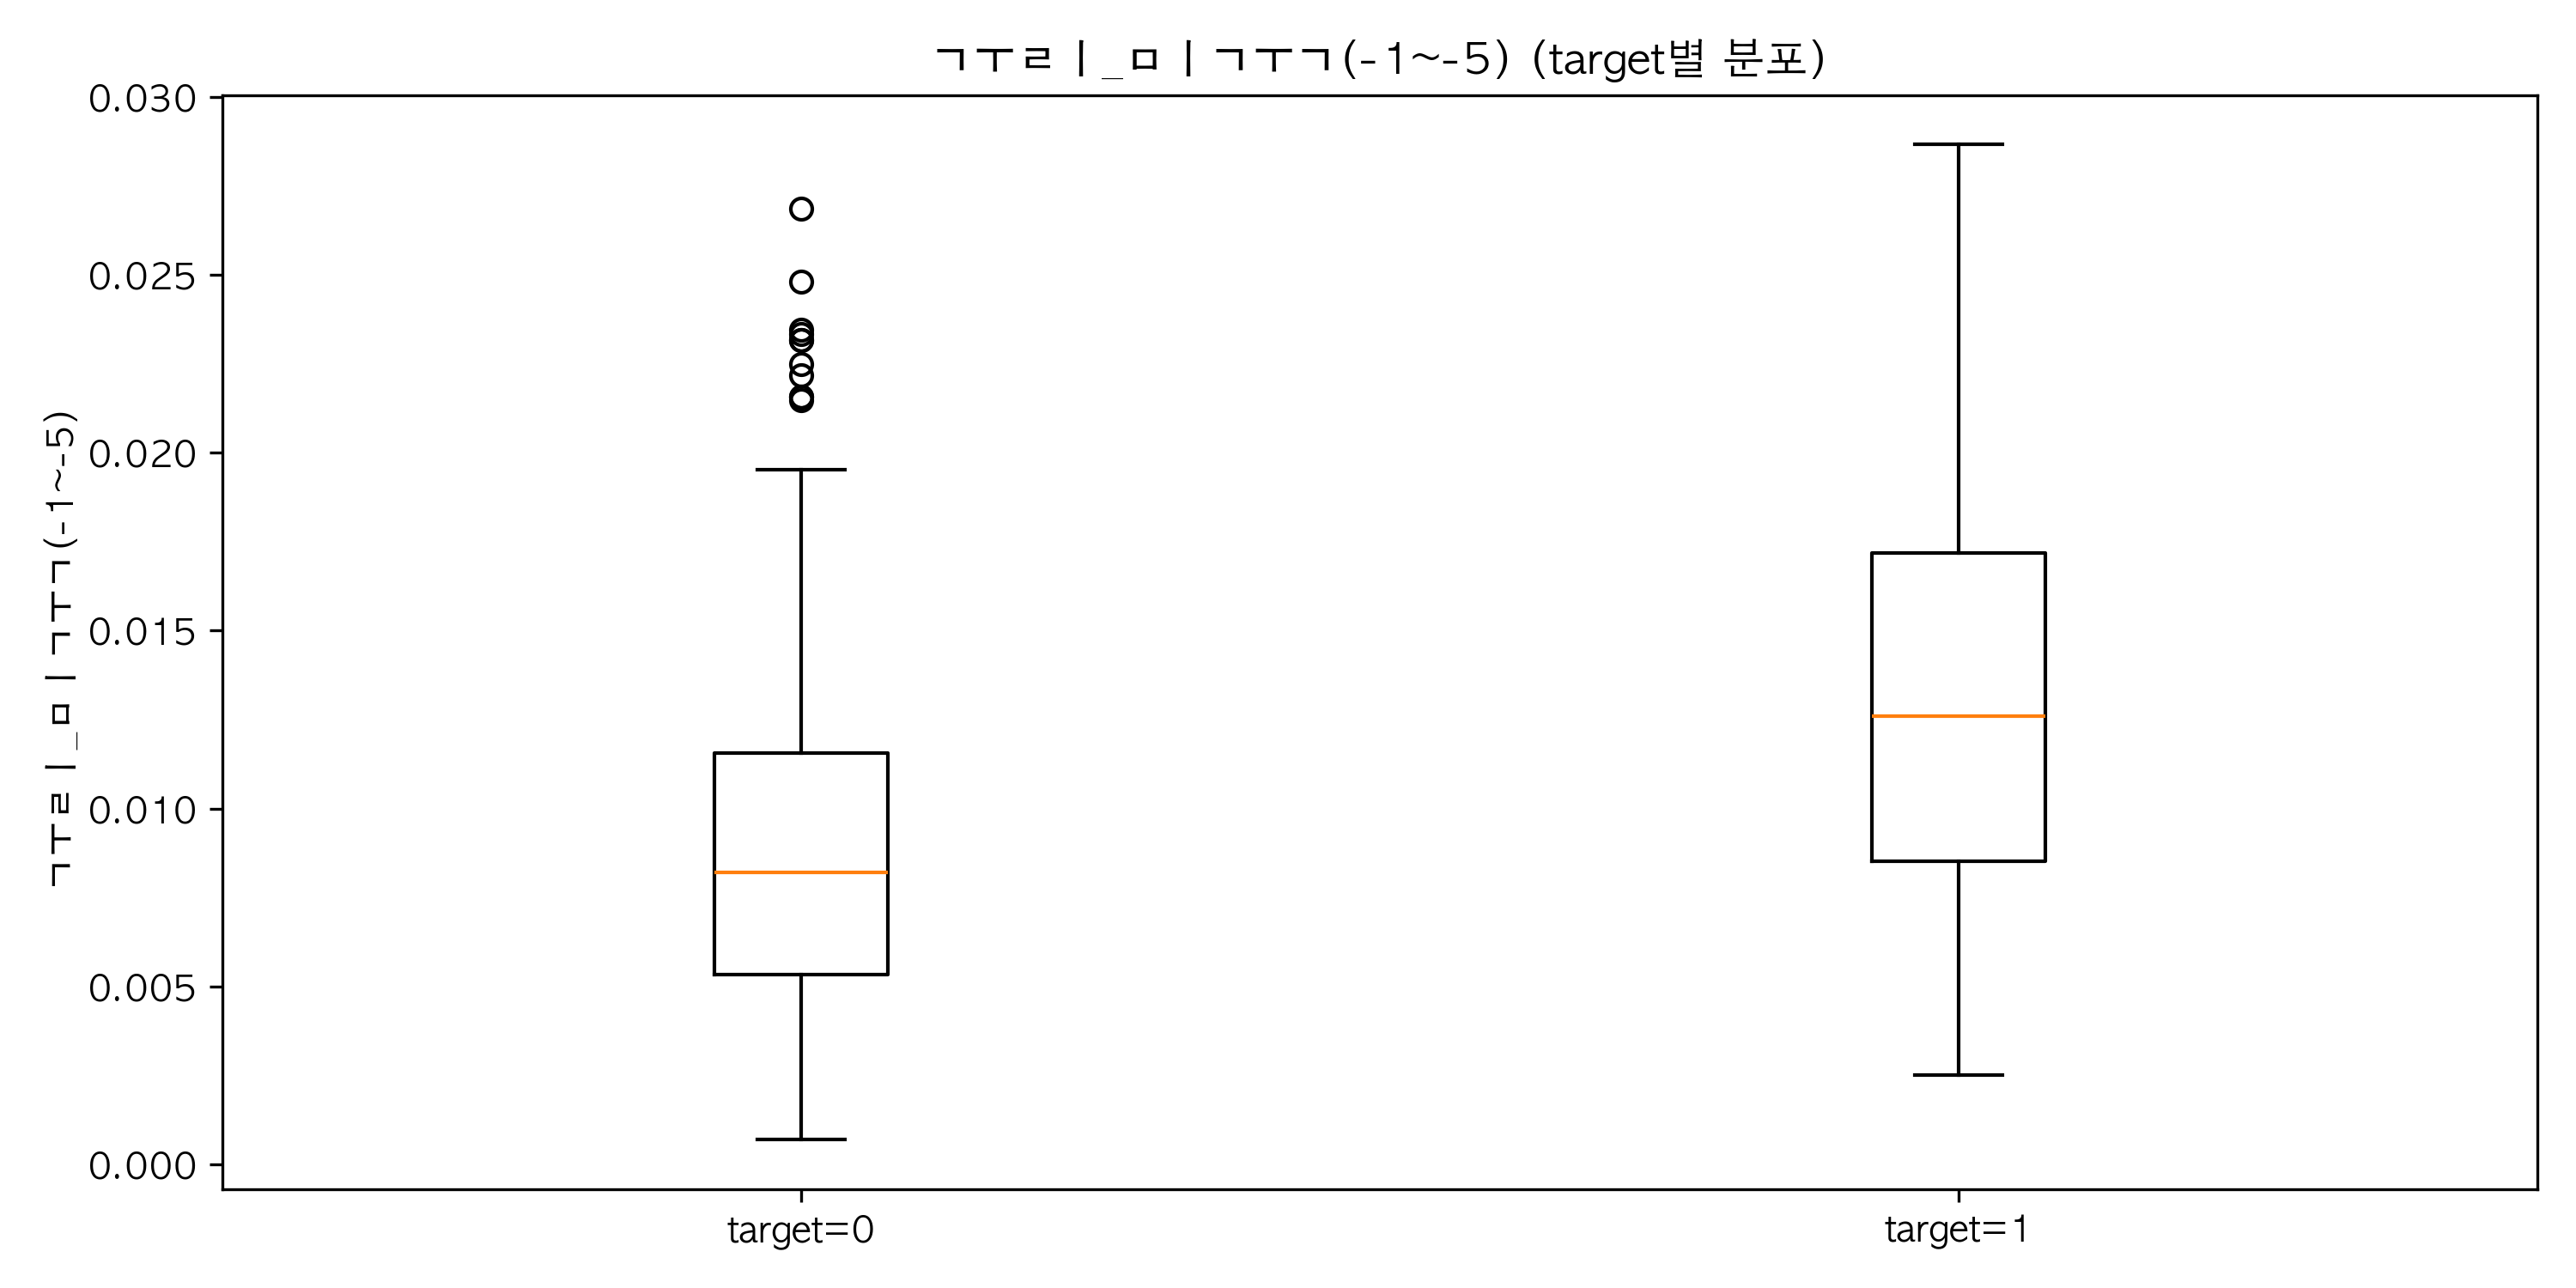 ㄱㅜㄹㅣ_ㅁㅣㄱㅜㄱ(-1~-5) (target별 분포)
ㄱㅜㄹㅣ_ㅁㅣㄱㅜㄱ(-1~-5)
0.030
0.025
0.020
0.015
0.010
0.005
0.000
target=0
target=1